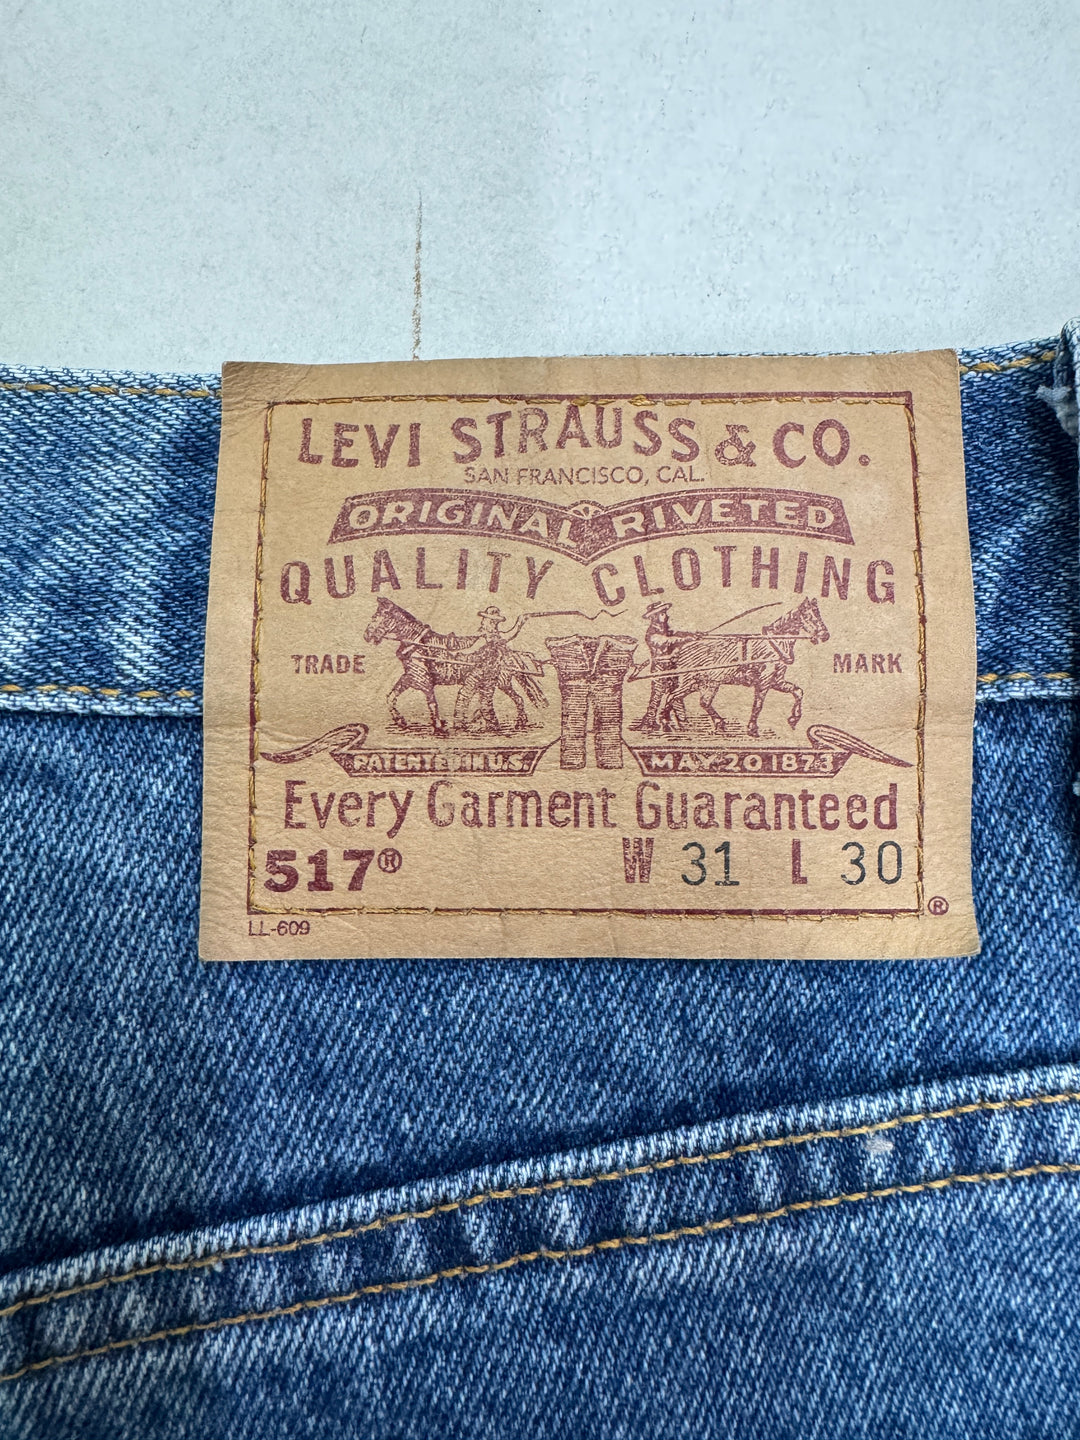 LEVI STRAUSS & CO.
SAN FRANCISCO, CAL.
ORIGINAL RIVETED
QUALITY CLOTHING
TRADE MARK
PATENTED IN U.S. MAY 20 1873
Every Garment Guaranteed
517® W 31 L 30
®
LL-609